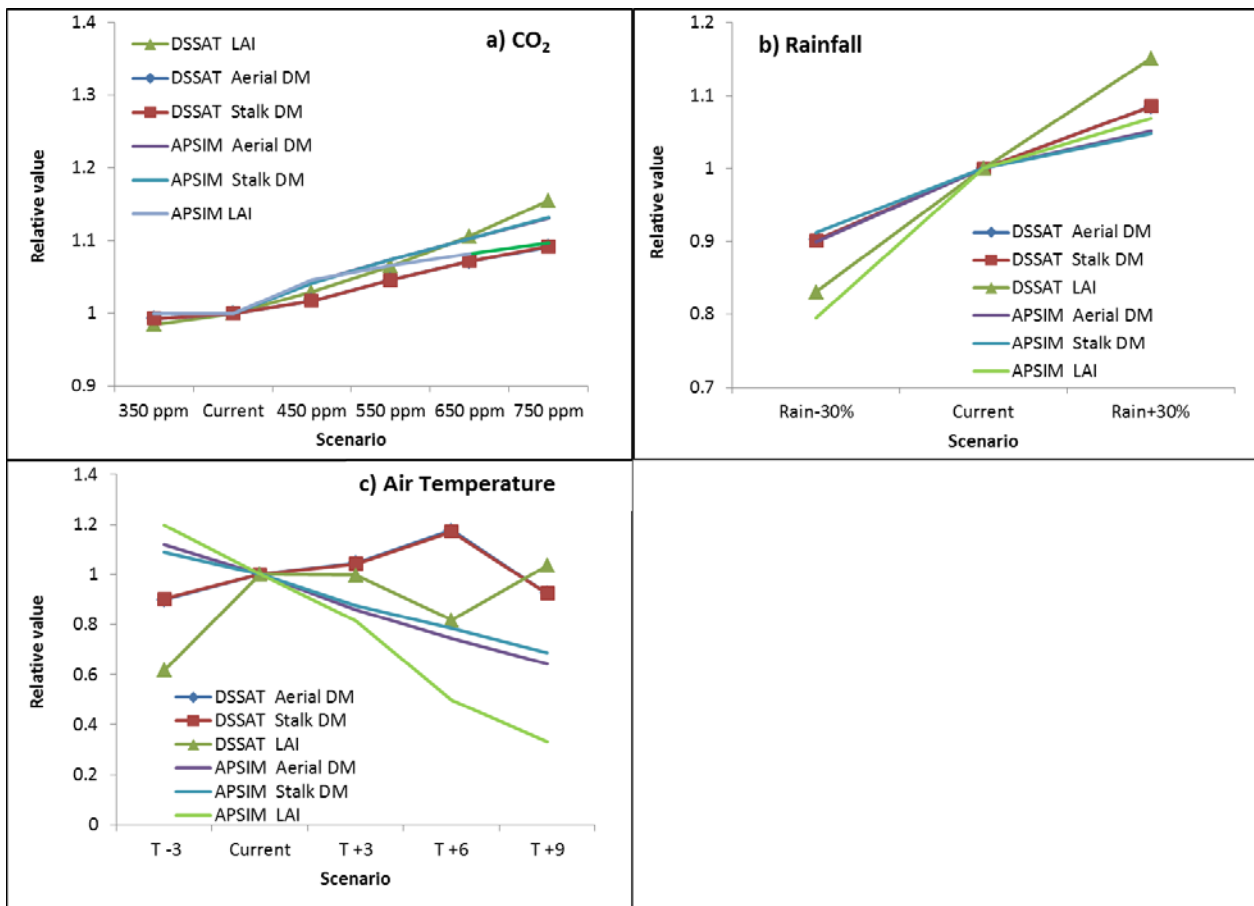 a) CO₂
1.4
1.3
1.2
1.1
1
0.9
Relative value
DSSAT LAI
DSSAT Aerial DM
DSSAT Stalk DM
APSIM Aerial DM
APSIM Stalk DM
APSIM LAI
350 ppm Current 450 ppm 550 ppm 650 ppm 750 ppm
Scenario
b) Rainfall
1.2
1.1
1
0.9
0.8
0.7
Relative value
DSSAT Aerial DM
DSSAT Stalk DM
DSSAT LAI
APSIM Aerial DM
APSIM Stalk DM
APSIM LAI
Rain-30% Current Rain+30%
Scenario
c) Air Temperature
1.4
1.2
1
0.8
0.6
0.4
0.2
0
Relative value
DSSAT Aerial DM
DSSAT Stalk DM
DSSAT LAI
APSIM Aerial DM
APSIM Stalk DM
APSIM LAI
T -3 Current T +3 T +6 T +9
Scenario